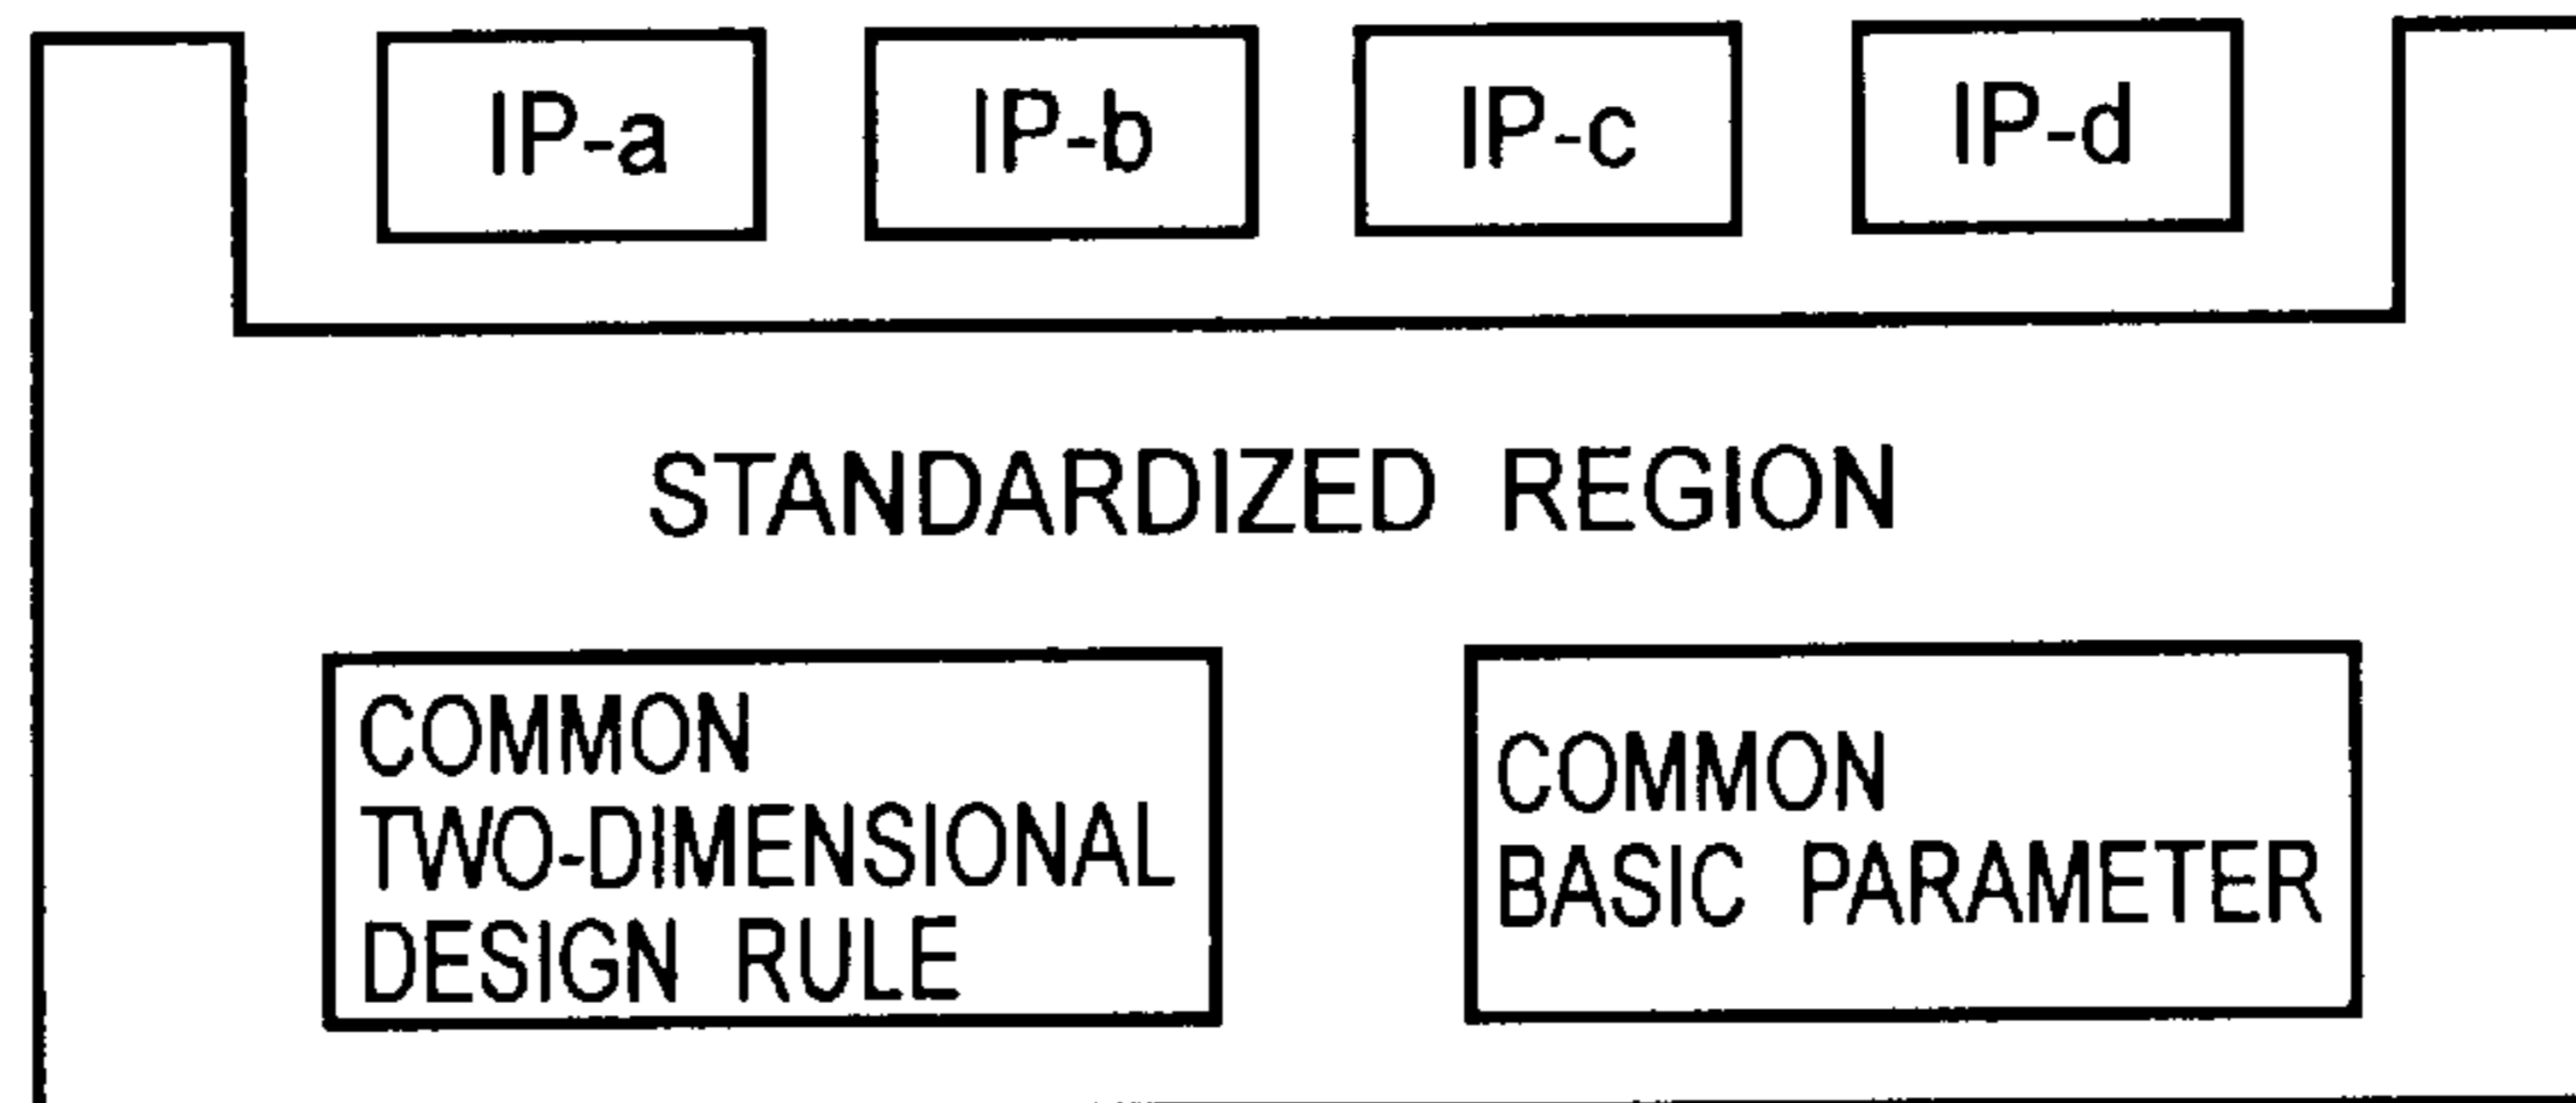 IP-a IP-b IP-c IP-d
STANDARDIZED REGION
COMMON
TWO-DIMENSIONAL
DESIGN RULE
COMMON
BASIC PARAMETER